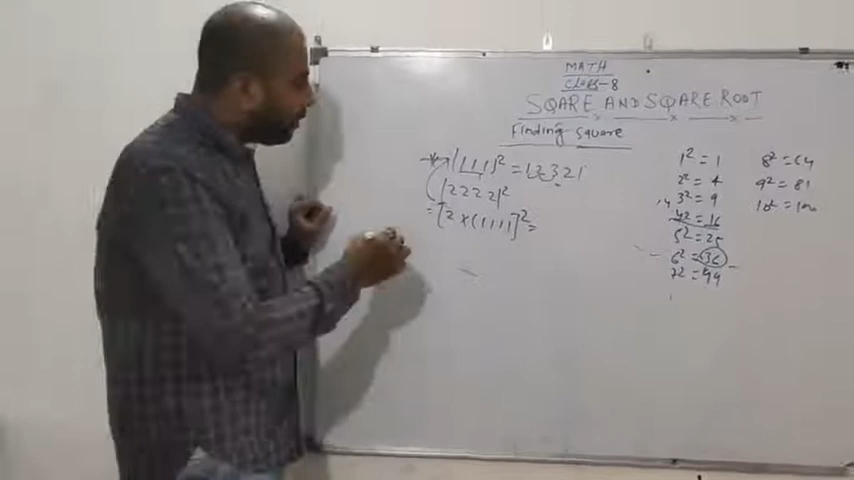 MATH
CLASS-8
SQARE AND SQARE ROOT
Finding square
(111)² = 12321
(2222)²
= [2×(1111]² =
1² = 1
2² = 4
3² = 9
4² = 16
5² = 25
6² = 36
7² = 49
8² = 64
9² = 81
10² = 100